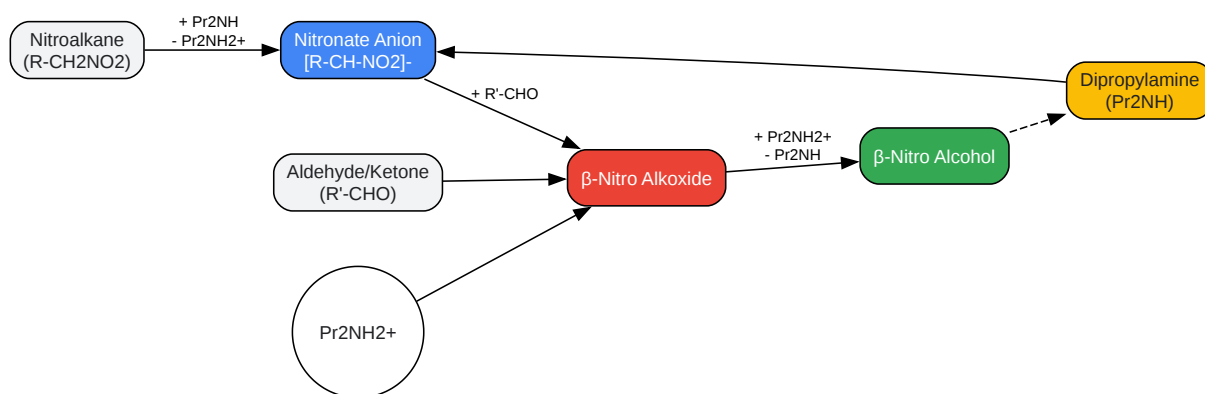 Nitroalkane
(R-CH2NO2)
+ Pr2NH
- Pr2NH2+
Nitronate Anion
[R-CH-NO2]-
+ R'-CHO
Aldehyde/Ketone
(R'-CHO)
β-Nitro Alkoxide
+ Pr2NH2+
- Pr2NH
β-Nitro Alcohol
Dipropylamine
(Pr2NH)
Pr2NH2+